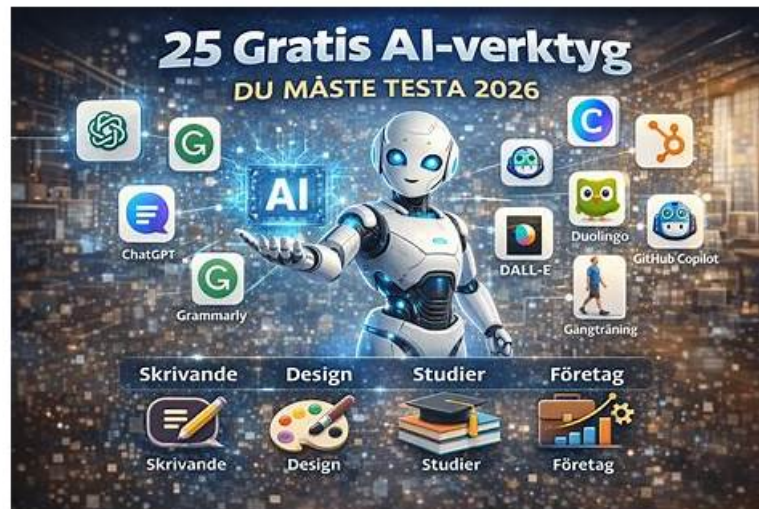 25 Gratis AI-verktyg
DU MÅSTE TESTA 2026
G
C
AI
ChatGPT
Duolingo
DALL-E
GitHub Copilot
G
Grammarly
Gångträning
Skrivande Design Studier Företag
Skrivande Design Studier Företag